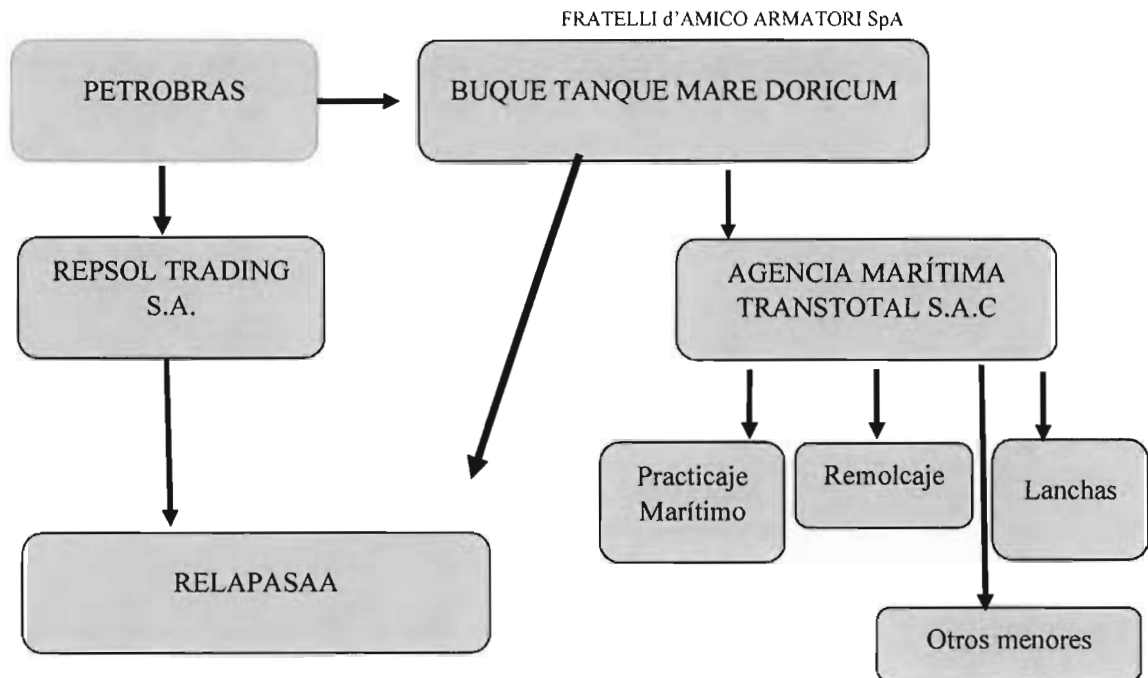 FRATELLI d'AMICO ARMATORI SpA
PETROBRAS
BUQUE TANQUE MARE DORICUM
REPSOL TRADING
S.A.
AGENCIA MARÍTIMA
TRANSTOTAL S.A.C
Practicaje
Marítimo
Remolcaje
Lanchas
RELAPASAA
Otros menores